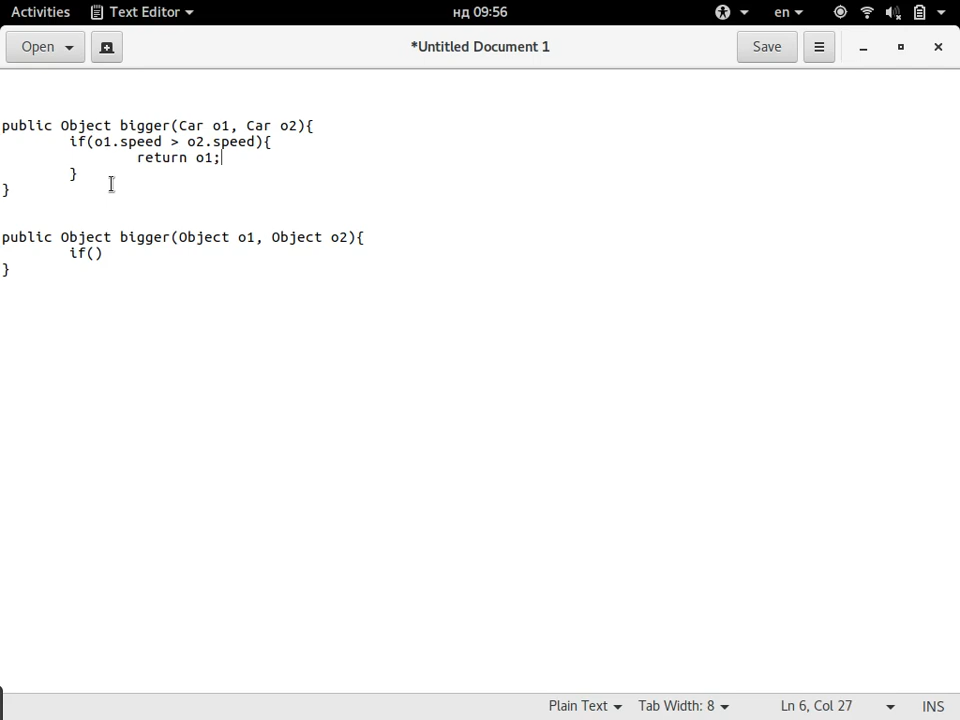 Activities Text Editor нд 09:56 en
Open *Untitled Document 1 Save
public Object bigger(Car o1, Car o2){
if(o1.speed > o2.speed){
return o1;
}
}
public Object bigger(Object o1, Object o2){
if()
}
Plain Text Tab Width: 8 Ln 6, Col 27 INS